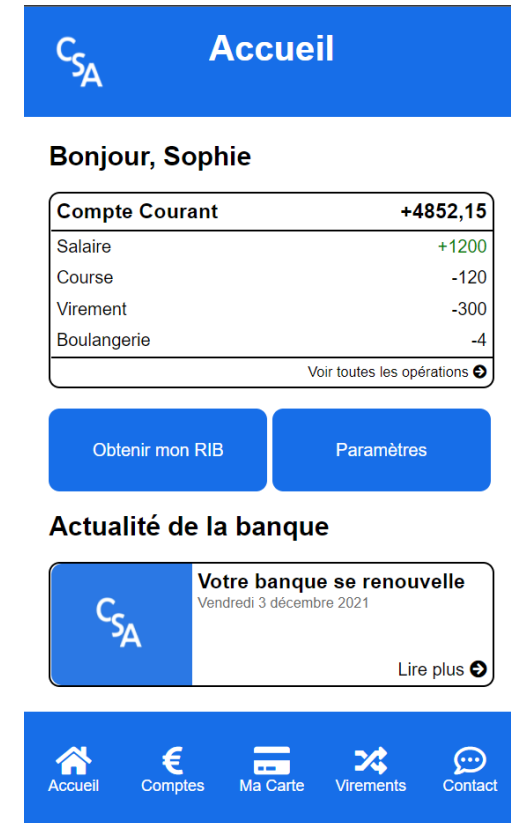 CSA
Accueil
Bonjour, Sophie
Compte Courant +4852,15
Salaire +1200
Course -120
Virement -300
Boulangerie -4
Voir toutes les opérations
Obtenir mon RIB Paramètres
Actualité de la banque
CSA
Votre banque se renouvelle
Vendredi 3 décembre 2021
Lire plus
€
Accueil Comptes Ma Carte Virements Contact